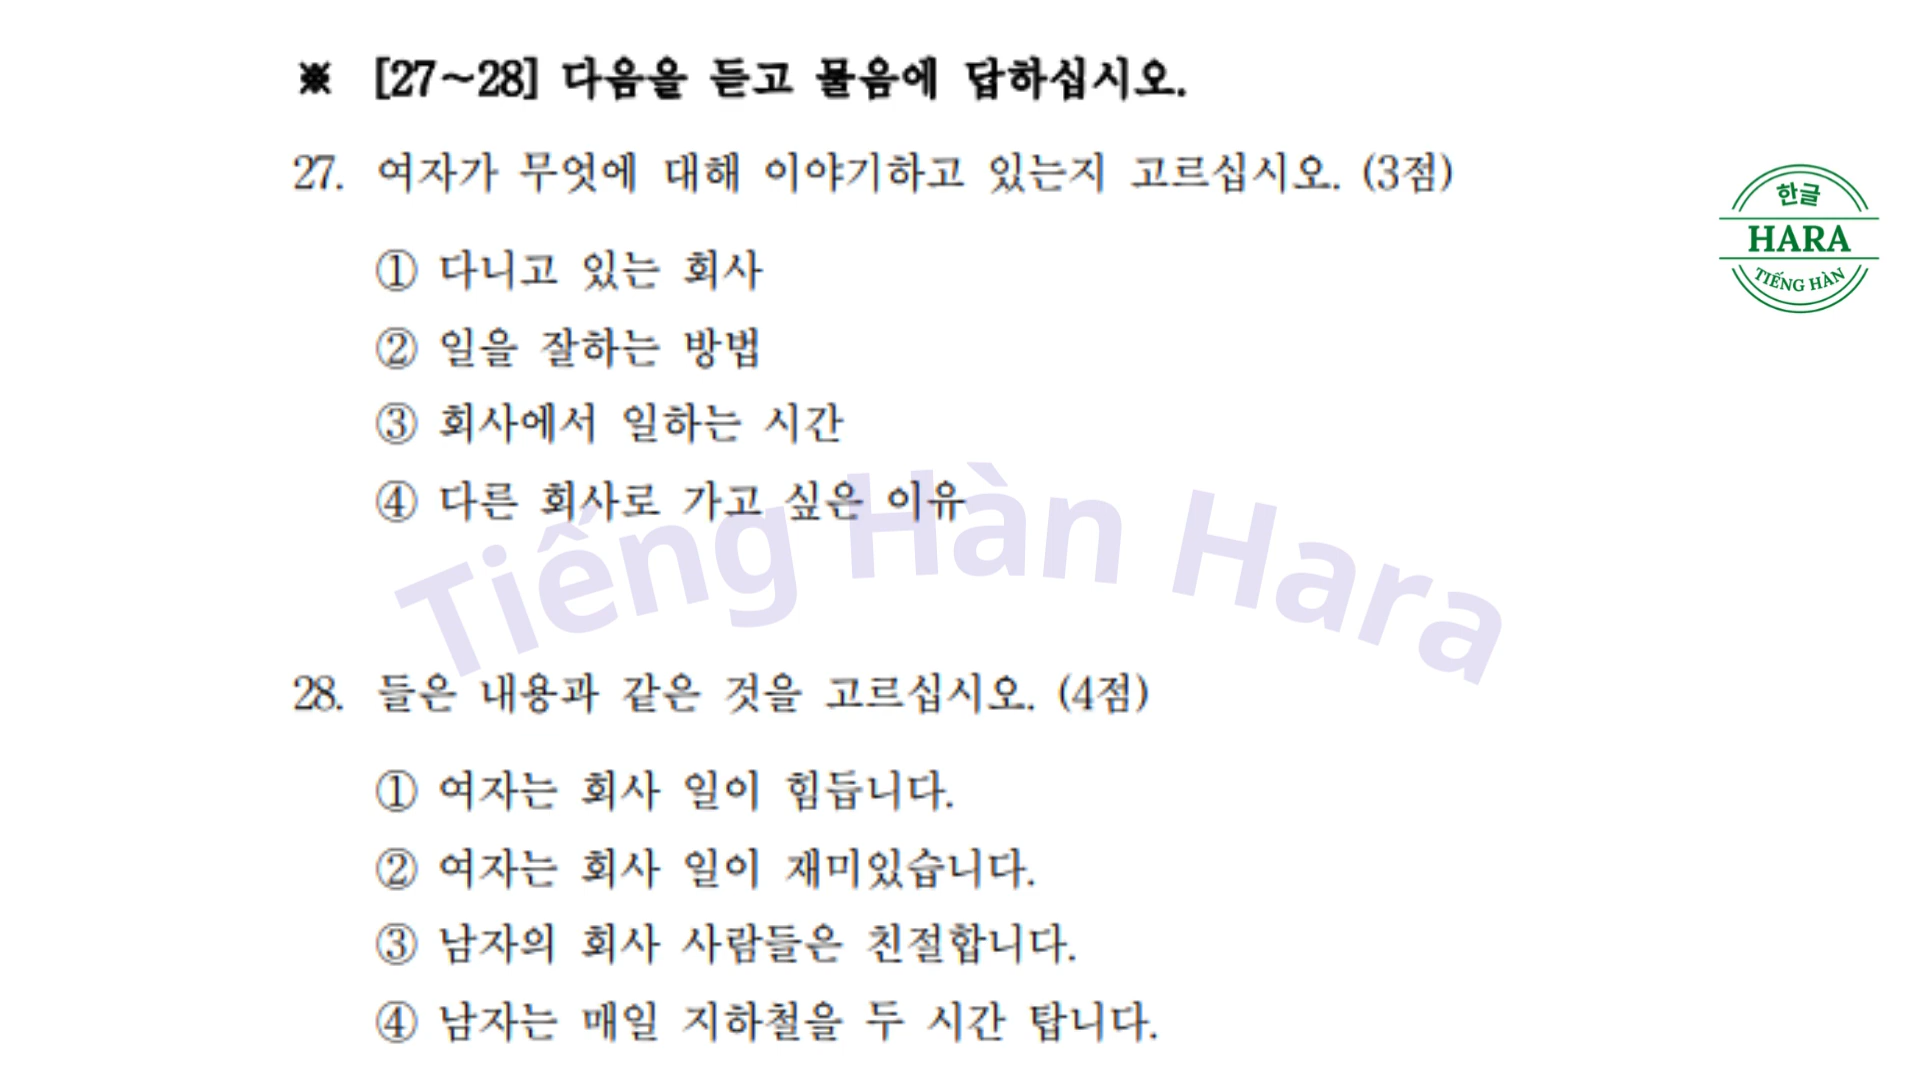 ※ [27~28] 다음을 듣고 물음에 답하십시오.
27. 여자가 무엇에 대해 이야기하고 있는지 고르십시오. (3점)
① 다니고 있는 회사
② 일을 잘하는 방법
③ 회사에서 일하는 시간
④ 다른 회사로 가고 싶은 이유
28. 들은 내용과 같은 것을 고르십시오. (4점)
① 여자는 회사 일이 힘듭니다.
② 여자는 회사 일이 재미있습니다.
③ 남자의 회사 사람들은 친절합니다.
④ 남자는 매일 지하철을 두 시간 탑니다.
한글
HARA
TIẾNG HÀN
Tiếng Hàn Hara